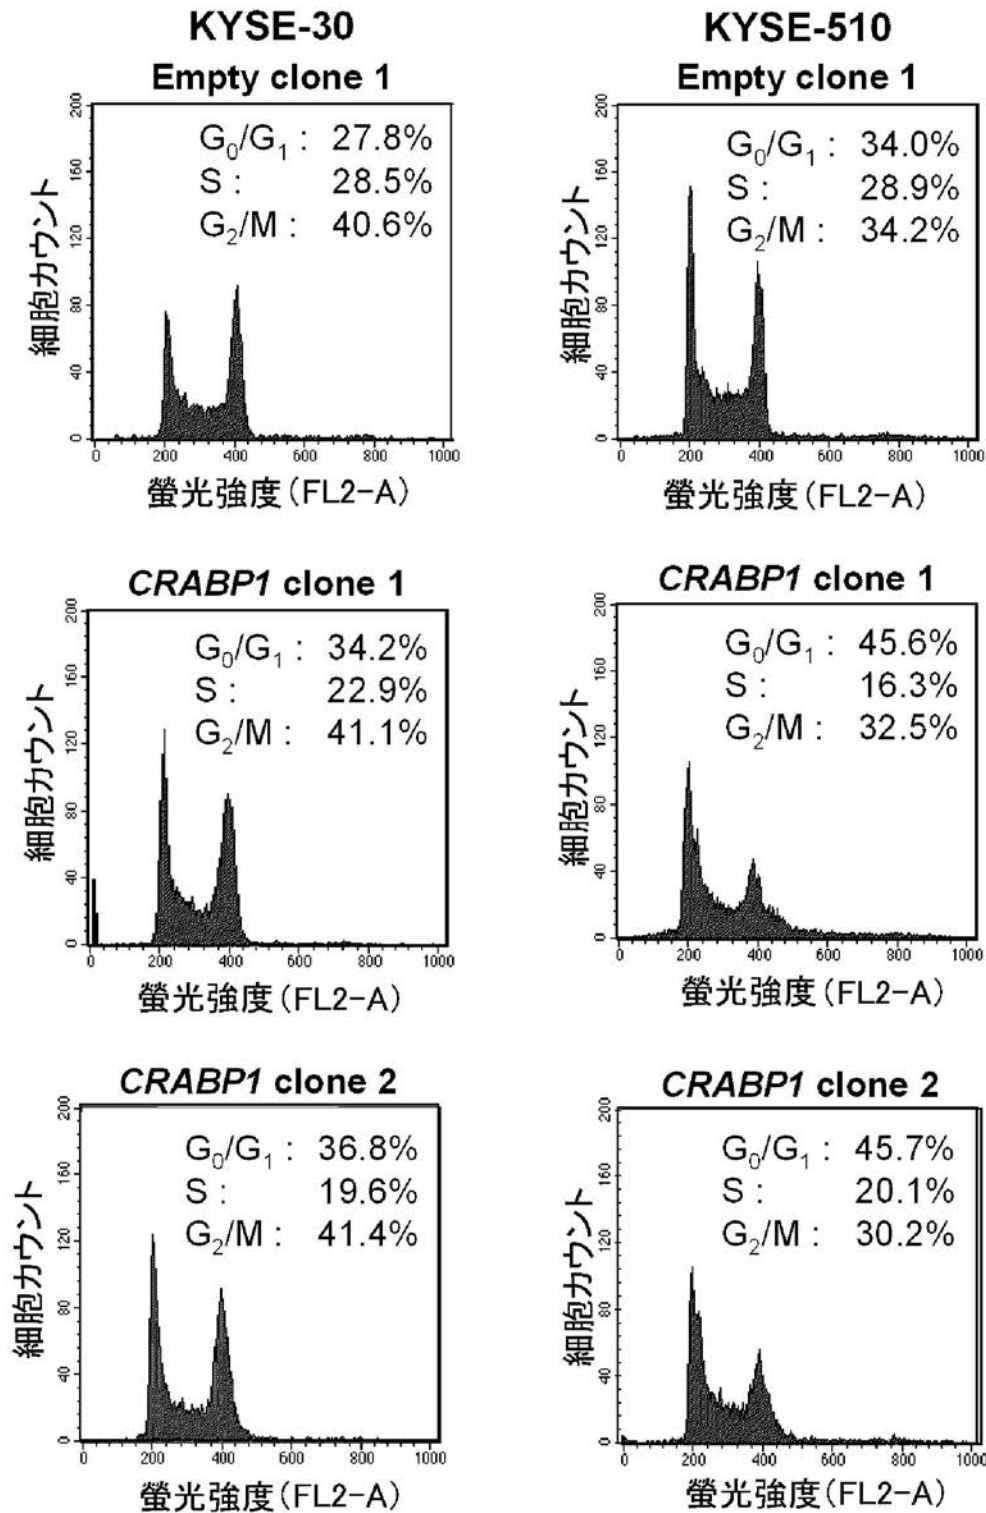 KYSE-30
Empty clone 1
G0/G1 : 27.8%
S : 28.5%
G2/M : 40.6%
細胞カウント
200
160
120
80
40
0
0 200 400 600 800 1000
螢光強度(FL2-A)
KYSE-510
Empty clone 1
G0/G1 : 34.0%
S : 28.9%
G2/M : 34.2%
細胞カウント
200
160
120
80
40
0
0 200 400 600 800 1000
螢光強度(FL2-A)
CRABP1 clone 1
G0/G1 : 34.2%
S : 22.9%
G2/M : 41.1%
細胞カウント
200
160
120
80
40
0
0 200 400 600 800 1000
螢光強度(FL2-A)
CRABP1 clone 1
G0/G1 : 45.6%
S : 16.3%
G2/M : 32.5%
細胞カウント
200
160
120
80
40
0
0 200 400 600 800 1000
螢光強度(FL2-A)
CRABP1 clone 2
G0/G1 : 36.8%
S : 19.6%
G2/M : 41.4%
細胞カウント
200
160
120
80
40
0
0 200 400 600 800 1000
螢光強度(FL2-A)
CRABP1 clone 2
G0/G1 : 45.7%
S : 20.1%
G2/M : 30.2%
細胞カウント
200
160
120
80
40
0
0 200 400 600 800 1000
螢光強度(FL2-A)